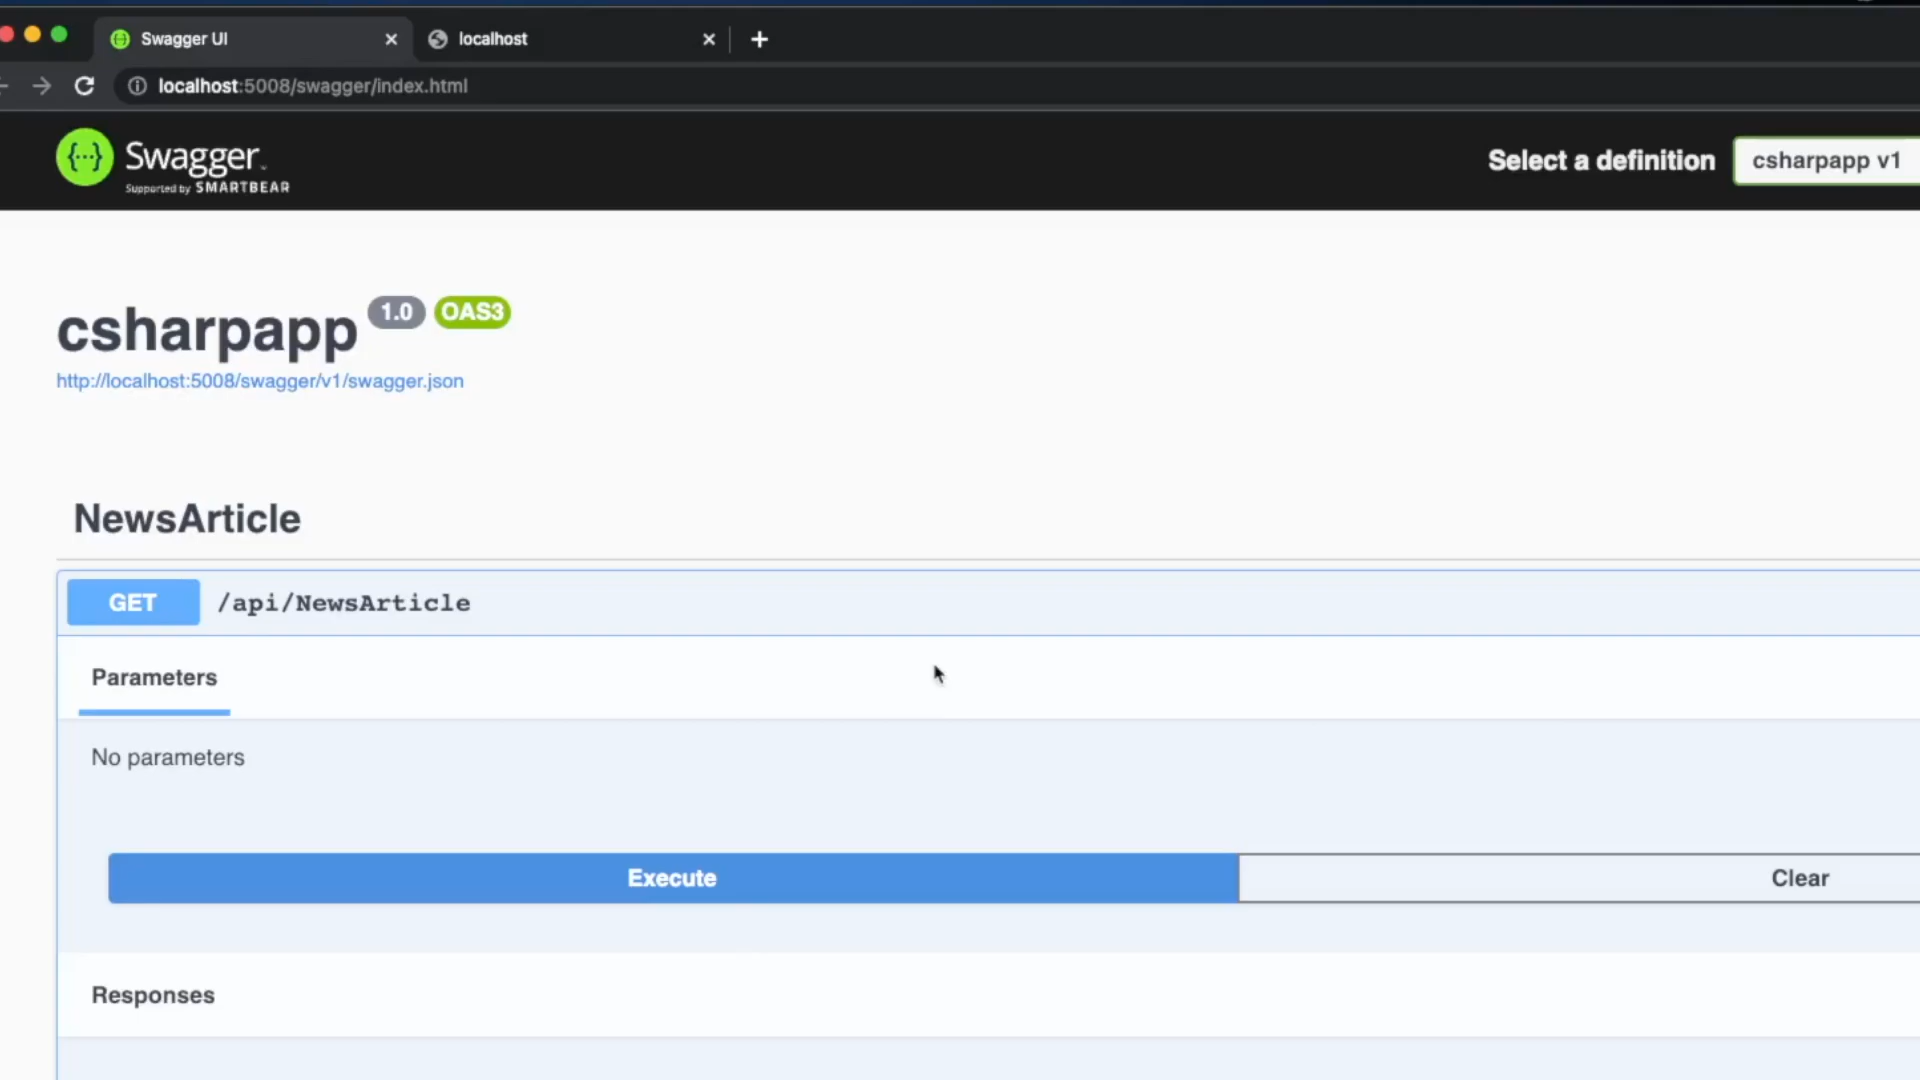 Swagger UI
localhost
localhost:5008/swagger/index.html
Swagger
Supported by SMARTBEAR
Select a definition
csharpapp v1
csharpapp 1.0 OAS3
http://localhost:5008/swagger/v1/swagger.json
NewsArticle
GET /api/NewsArticle
Parameters
No parameters
Execute
Clear
Responses